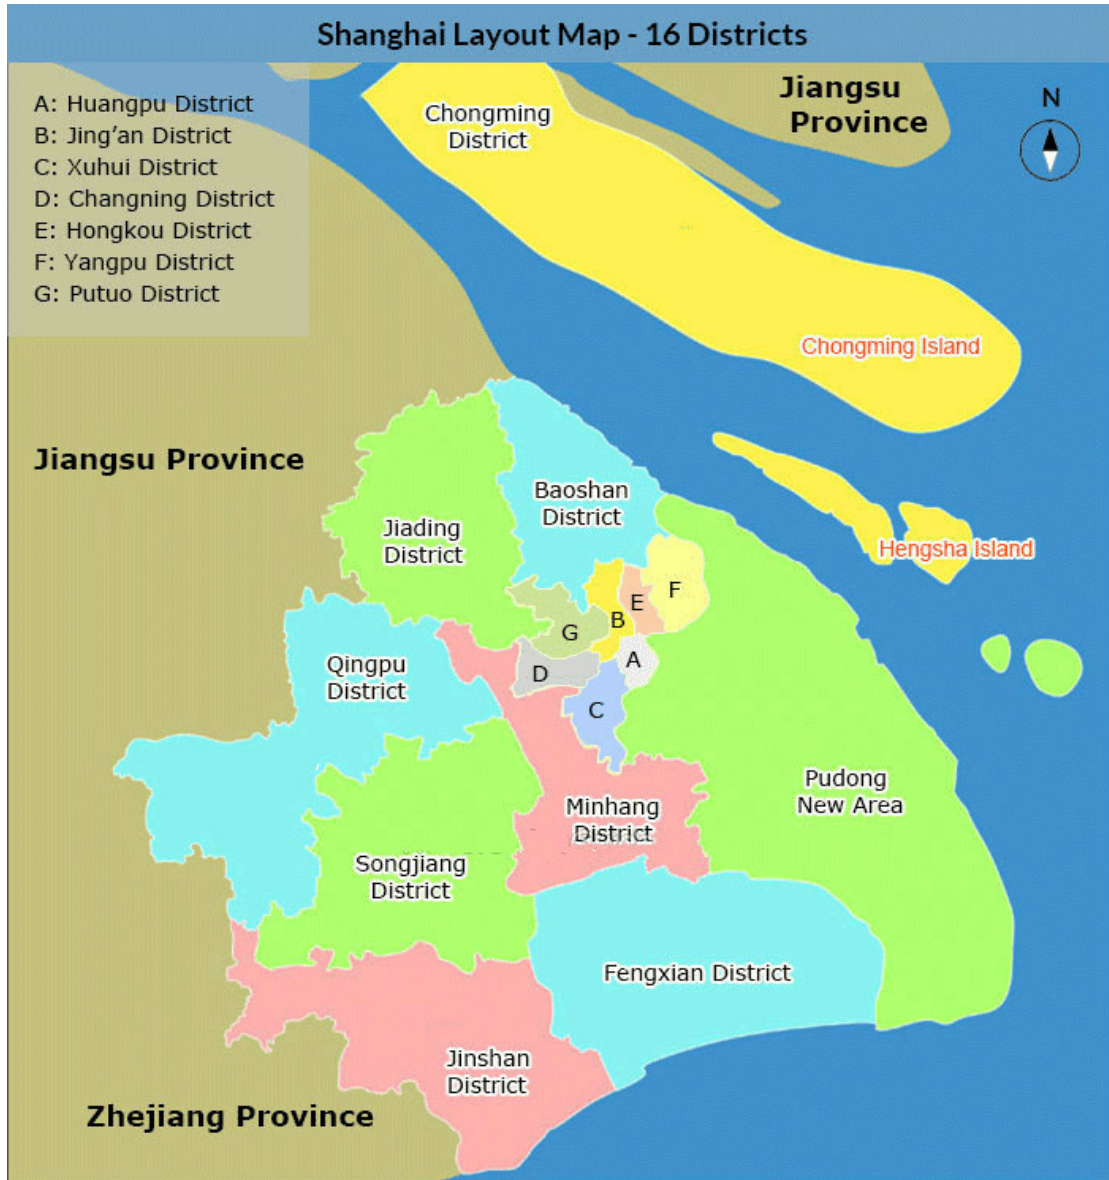 Shanghai Layout Map - 16 Districts
A: Huangpu District
B: Jing'an District
C: Xuhui District
D: Changning District
E: Hongkou District
F: Yangpu District
G: Putuo District
Chongming
District
Jiangsu
Province
N
Chongming Island
Jiangsu Province
Baoshan
District
Jiading
District
Hengsha Island
F
E
B
G
A
D
C
Qingpu
District
Pudong
New Area
Minhang
District
Songjiang
District
Fengxian District
Jinshan
District
Zhejiang Province